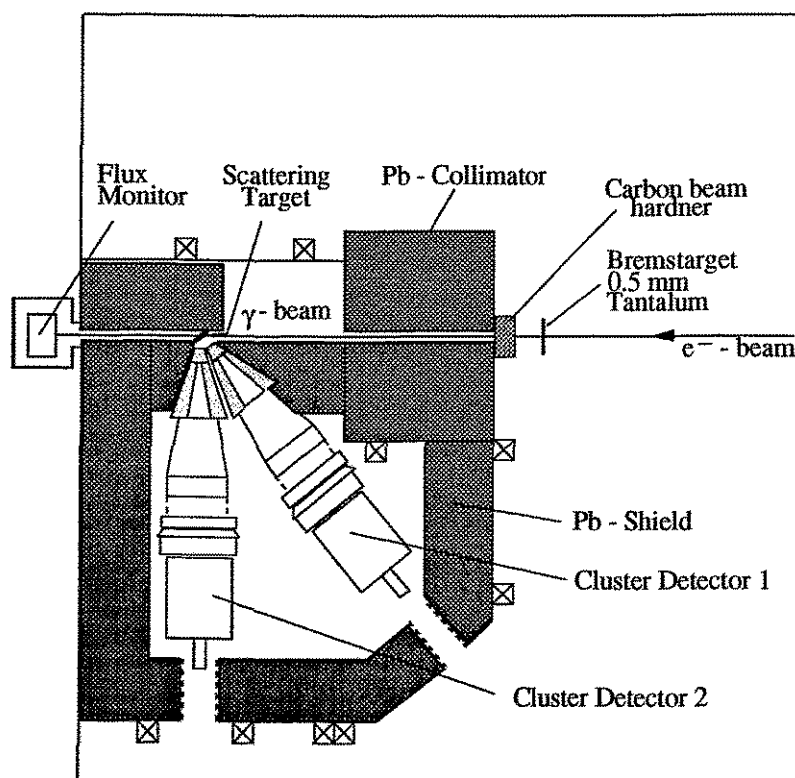 Flux
Monitor
Scattering
Target
Pb - Collimator
Carbon beam
hardner
Bremstarget
0.5 mm
Tantalum
γ - beam
e— - beam
Pb - Shield
Cluster Detector 1
Cluster Detector 2